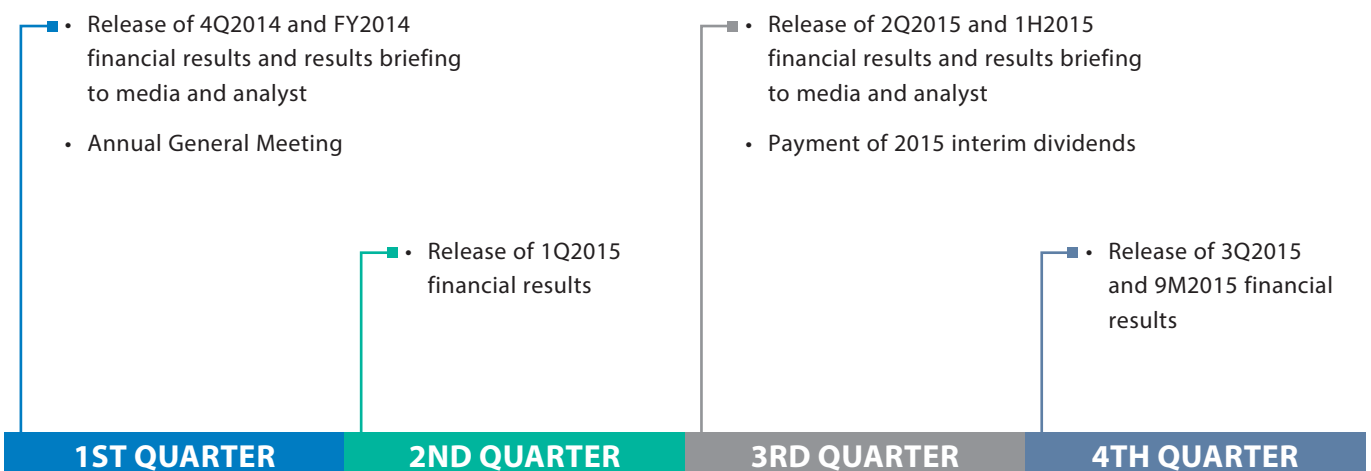 • Release of 4Q2014 and FY2014
financial results and results briefing
to media and analyst
• Annual General Meeting
• Release of 1Q2015
financial results
• Release of 2Q2015 and 1H2015
financial results and results briefing
to media and analyst
• Payment of 2015 interim dividends
• Release of 3Q2015
and 9M2015 financial
results
1ST QUARTER
2ND QUARTER
3RD QUARTER
4TH QUARTER